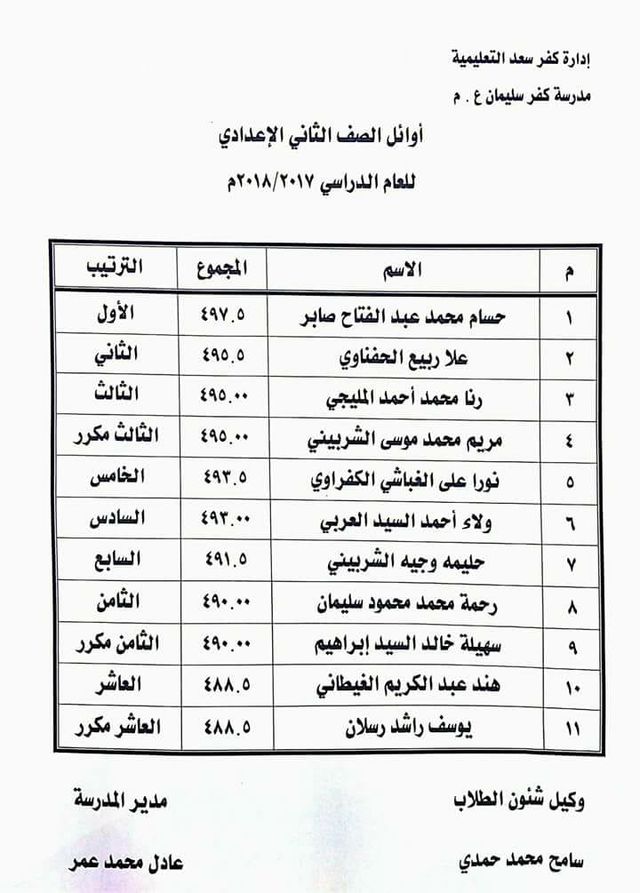 إدارة كفر سعد التعليمية
مدرسة كفر سليمان ع . م
أوائل الصف الثاني الإعدادي
للعام الدراسي ٢٠١٨/٢٠١٧م
م الاسم المجموع الترتيب
١ حسام محمد عبد الفتاح صابر ٤٩٧.٥ الأول
٢ علا ربيع الحفناوي ٤٩٥.٥ الثاني
٣ رنا محمد أحمد المليجي ٤٩٥.٠٠ الثالث
٤ مريم محمد موسى الشربيني ٤٩٥.٠٠ الثالث مكرر
٥ نورا على الغباشي الكفراوي ٤٩٣.٥ الخامس
٦ ولاء أحمد السيد العربي ٤٩٣.٠٠ السادس
٧ حليمه وجيه الشربيني ٤٩١.٥ السابع
٨ رحمة محمد محمود سليمان ٤٩٠.٠٠ الثامن
٩ سهيلة خالد السيد إبراهيم ٤٩٠.٠٠ الثامن مكرر
١٠ هند عبد الكريم الغيطاني ٤٨٨.٥ العاشر
١١ يوسف راشد رسلان ٤٨٨.٥ العاشر مكرر
وكيل شئون الطلاب مدير المدرسة
سامح محمد حمدي عادل محمد عمر